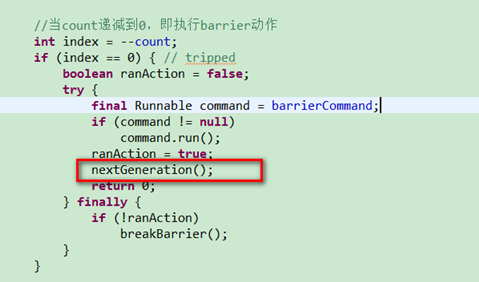 //当count递减到0，即执行barrier动作
int index = --count;
if (index == 0) { // tripped
boolean ranAction = false;
try {
final Runnable command = barrierCommand;
if (command != null)
command.run();
ranAction = true;
nextGeneration();
return 0;
} finally {
if (!ranAction)
breakBarrier();
}
}